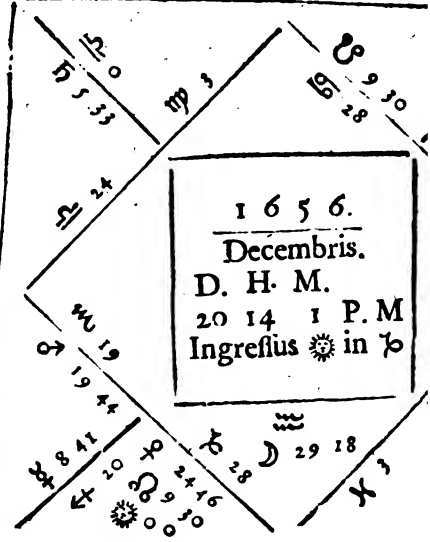 ♎ 0
♄ 5 33
♍ 3
☋ 9 30
♋ 28
♎ 24
1 6 5 6.
Decembris.
D. H. M.
20 14 1 P. M
Ingreſſus ☉ in ♑
♏ 19
♂ 19 44
☿ 8 41
♐ 20
♀ 24 46
☊ 9 30
☉ 0 0
♑ 28
♒
☽ 29 18
♓ 3